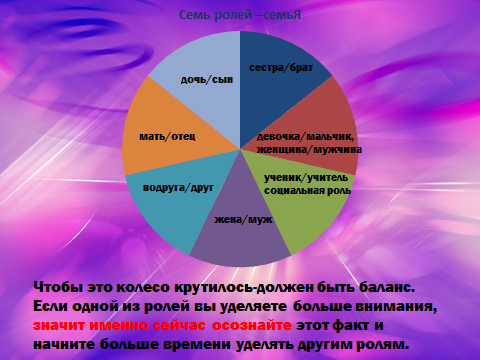 Семь ролей –семьЯ
дочь/сын
сестра/брат
мать/отец
девочка/мальчик,
женщина/мужчина
подруга/друг
ученик/учитель
социальная роль
жена/муж
Чтобы это колесо крутилось-должен быть баланс.
Если одной из ролей вы уделяете больше внимания,
значит именно сейчас осознайте этот факт и
начните больше времени уделять другим ролям.